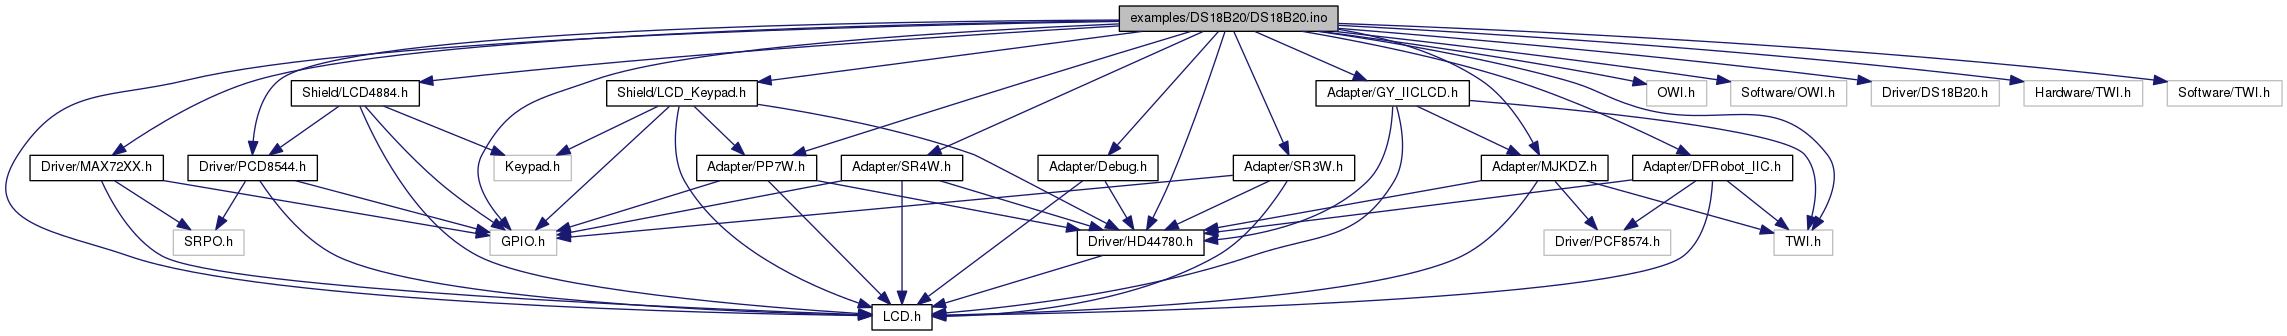 examples/DS18B20/DS18B20.ino
Shield/LCD4884.h
Shield/LCD_Keypad.h
Adapter/GY_IICLCD.h
OWI.h
Software/OWI.h
Driver/DS18B20.h
Hardware/TWI.h
Software/TWI.h
Driver/MAX72XX.h
Driver/PCD8544.h
Keypad.h
Adapter/PP7W.h
Adapter/SR4W.h
Adapter/Debug.h
Adapter/SR3W.h
Adapter/MJKDZ.h
Adapter/DFRobot_IIC.h
SRPO.h
GPIO.h
Driver/HD44780.h
Driver/PCF8574.h
TWI.h
LCD.h